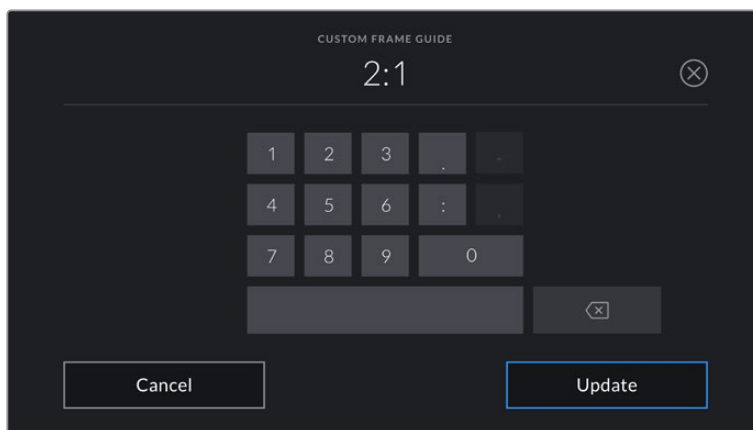 CUSTOM FRAME GUIDE
2:1
1 2 3 . -
4 5 6 : ,
7 8 9 0
Cancel Update